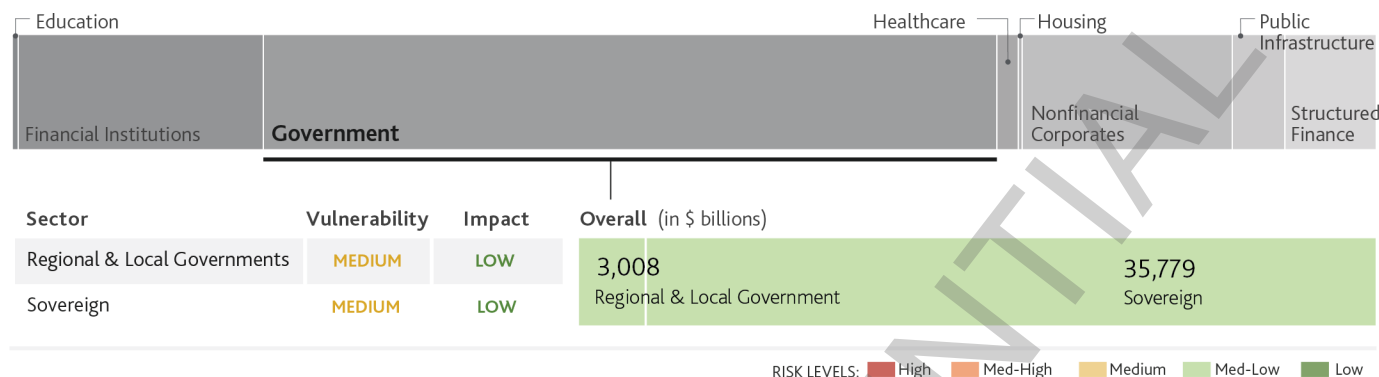 Education
Healthcare
Housing
Public
Infrastructure
Financial Institutions
Government
Nonfinancial
Corporates
Structured
Finance
Sector Vulnerability Impact Overall (in $ billions)
Regional & Local Governments MEDIUM LOW
3,008
Regional & Local Government
35,779
Sovereign
Sovereign MEDIUM LOW
RISK LEVELS: High Med-High Medium Med-Low Low
NTIAL